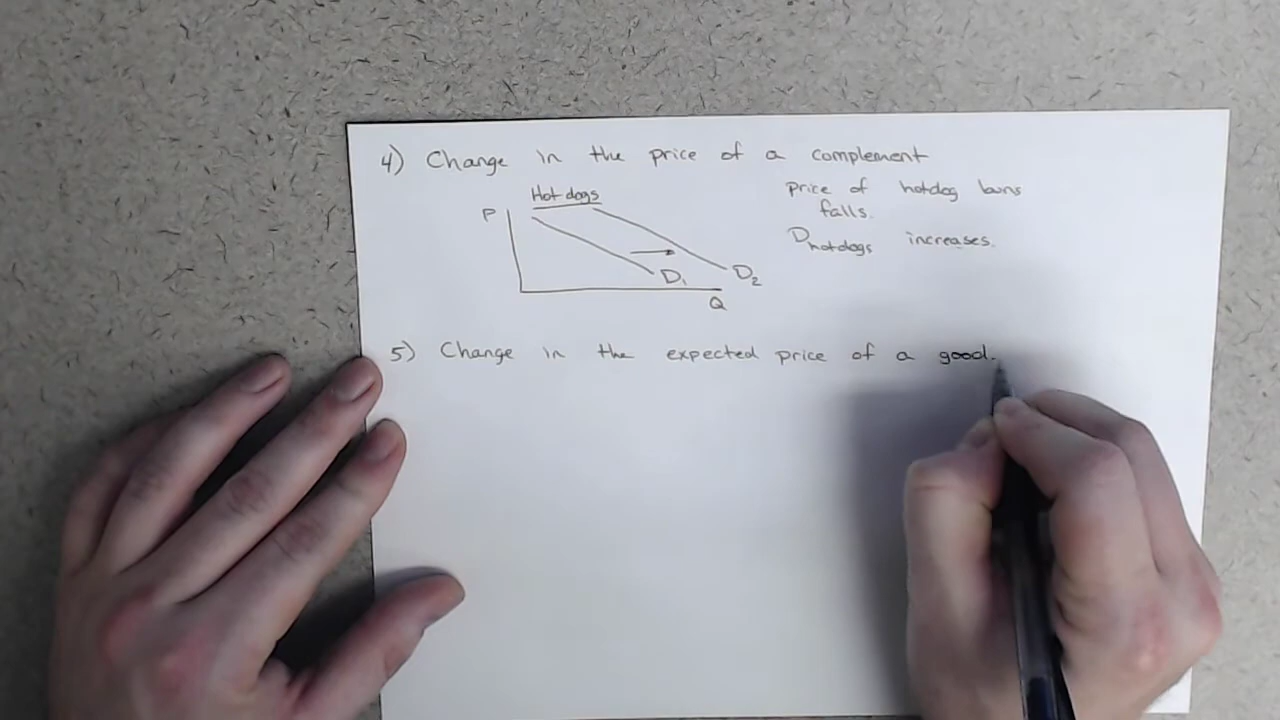 4) Change in the price of a complement
Hot dogs
P
D1
D2
Q
price of hotdog buns
falls.
Dhotdogs increases.
5) Change in the expected price of a good.